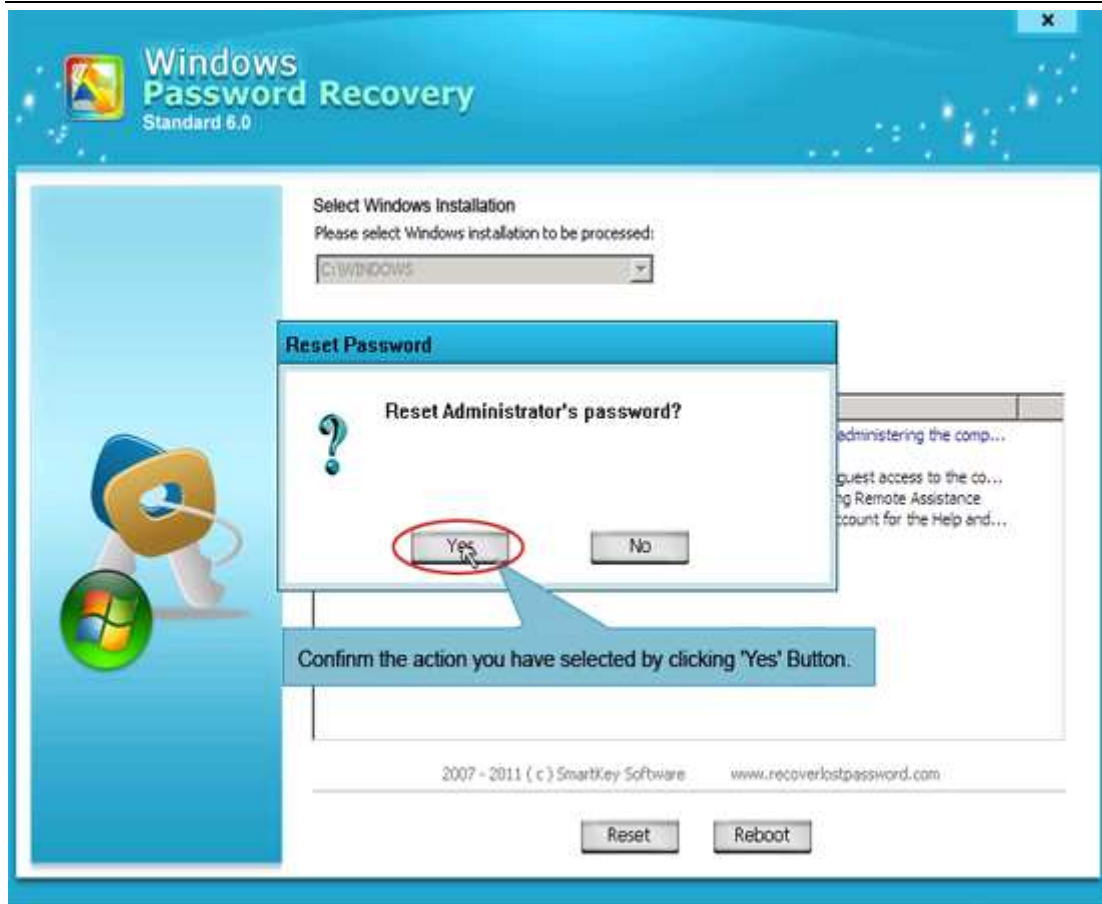 x
Windows
Password Recovery
Standard 6.0
Select Windows Installation
Please select Windows installation to be processed:
C:\WINDOWS
Reset Password
Reset Administrator's password?
Yes
No
administering the comp...
guest access to the co...
ng Remote Assistance
ccount for the Help and...
Confinm the action you have selected by clicking 'Yes' Button.
2007 - 2011 ( c ) SmartKey Software www.recoverlostpassword.com
Reset
Reboot